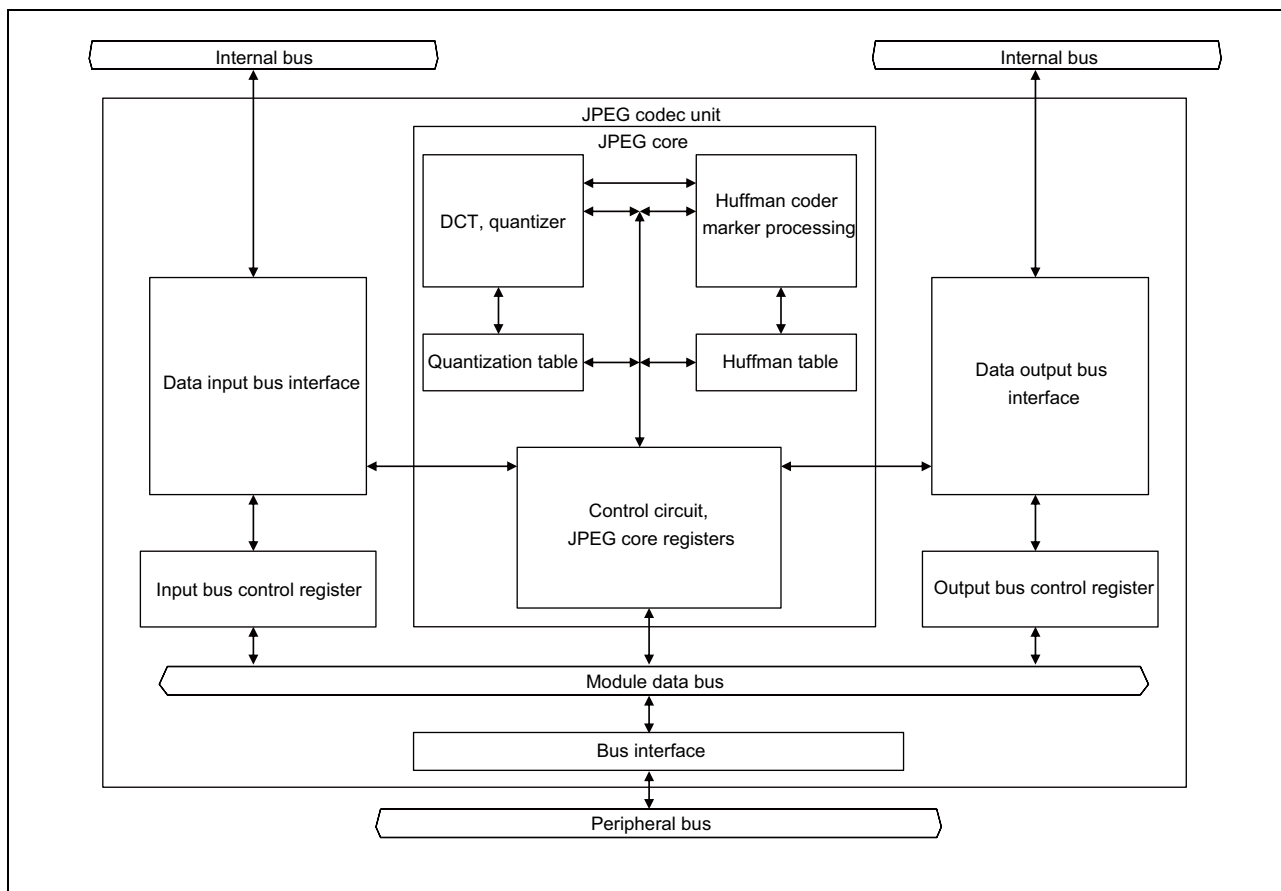 Internal bus
Internal bus
JPEG codec unit
JPEG core
DCT, quantizer
Huffman coder
marker processing
Quantization table
Huffman table
Data input bus interface
Data output bus
interface
Control circuit,
JPEG core registers
Input bus control register
Output bus control register
Module data bus
Bus interface
Peripheral bus